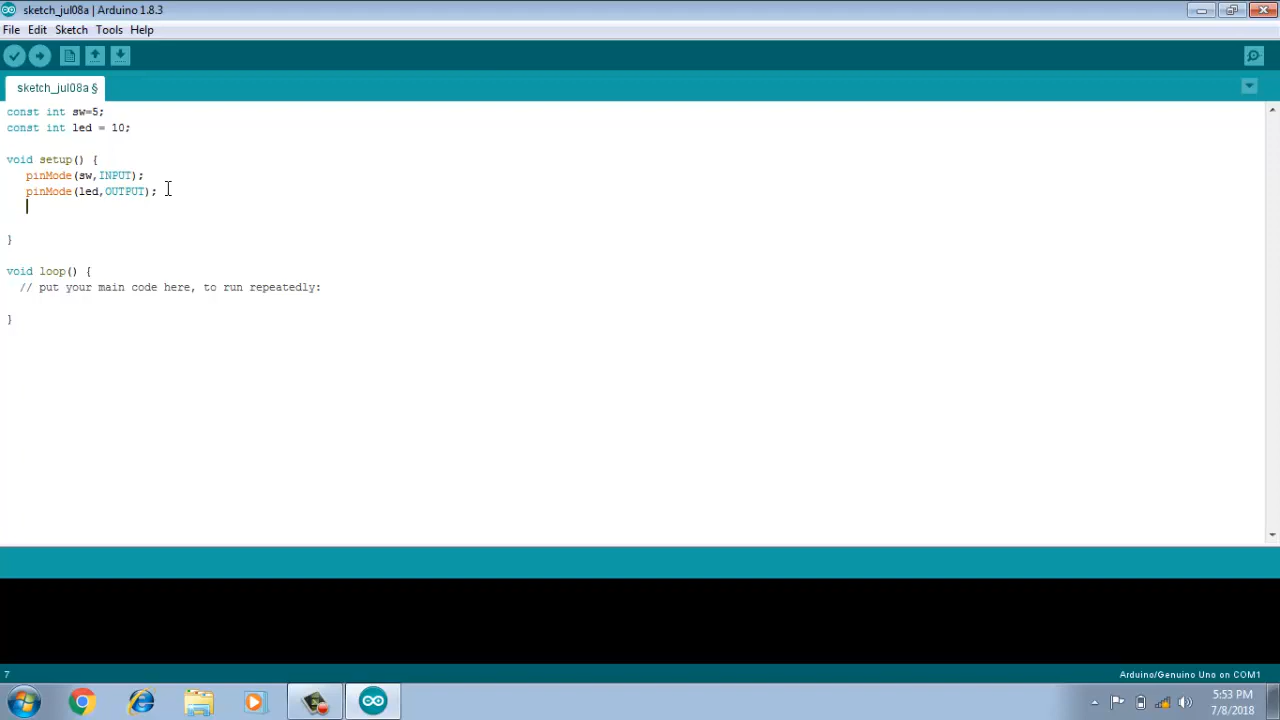 sketch_jul08a | Arduino 1.8.3
File Edit Sketch Tools Help
sketch_jul08a §
const int sw=5;
const int led = 10;
void setup() {
pinMode(sw,INPUT);
pinMode(led,OUTPUT);
}
void loop() {
// put your main code here, to run repeatedly:
}
7
Arduino/Genuino Uno on COM1
5:53 PM
7/8/2018